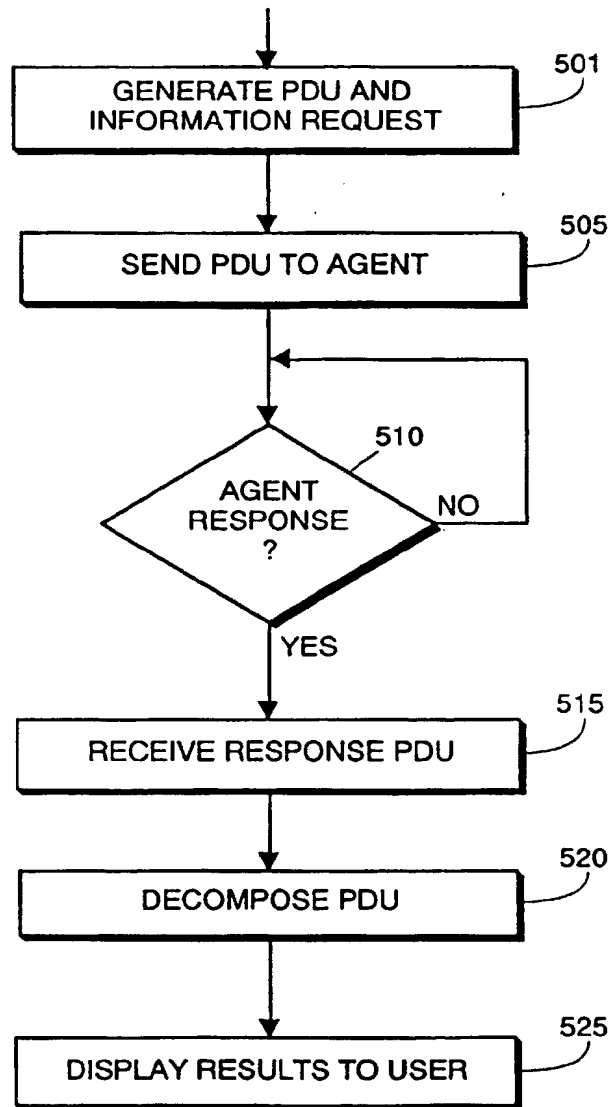 GENERATE PDU AND
INFORMATION REQUEST
501
SEND PDU TO AGENT
505
510
AGENT
RESPONSE
?
NO
YES
RECEIVE RESPONSE PDU
515
DECOMPOSE PDU
520
DISPLAY RESULTS TO USER
525